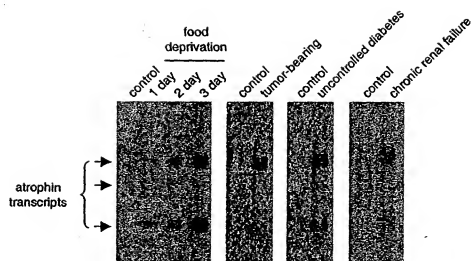 food
deprivation
control
1 day
2 day
3 day
control
tumor-bearing
control
uncontrolled diabetes
control
chronic renal failure
atrophin
transcripts